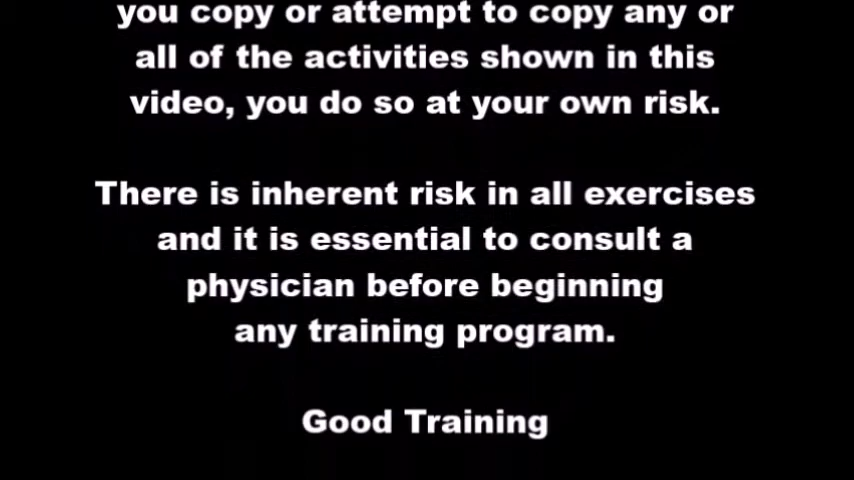 you copy or attempt to copy any or
all of the activities shown in this
video, you do so at your own risk.
There is inherent risk in all exercises
and it is essential to consult a
physician before beginning
any training program.
Good Training